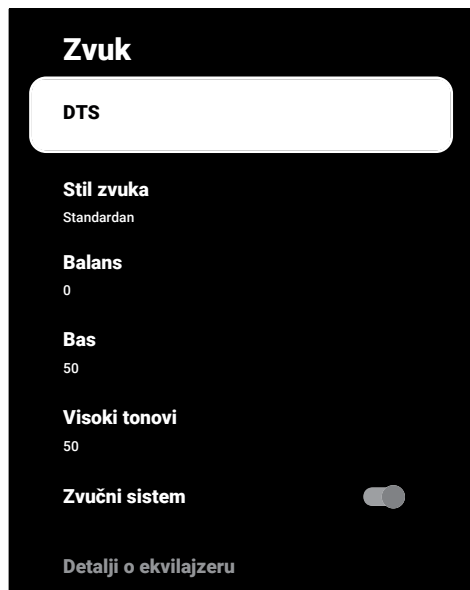 Zvuk
DTS
Stil zvuka
Standardan
Balans
0
Bas
50
Visoki tonovi
50
Zvučni sistem
Detalji o ekvilajzeru